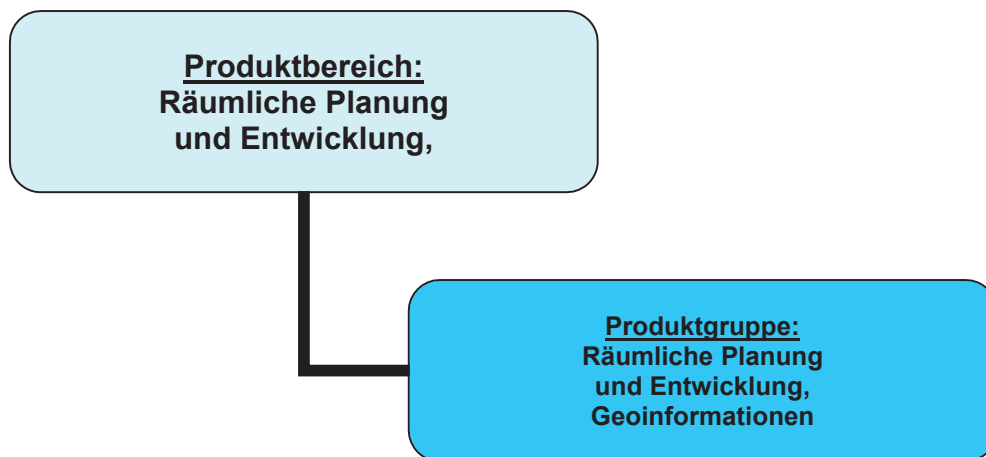 Produktbereich:
Räumliche Planung
und Entwicklung,
Produktgruppe:
Räumliche Planung
und Entwicklung,
Geoinformationen